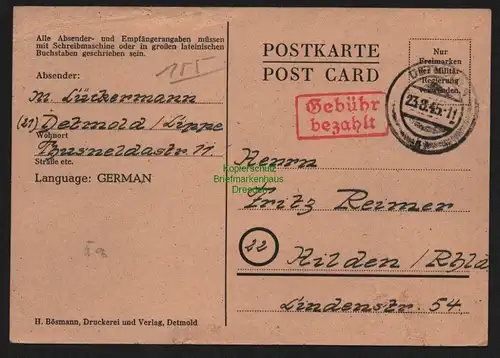 Alle Absender- und Empfängerangaben müssen
mit Schreibmaschine oder in großen lateinischen
Buchstaben geschrieben sein.
155
Absender:
M. Lückermann
(21) Detmold / Lippe
Wohnort
Thusneldastr. 11
Straße etc.
Language: GERMAN
H. Bösmann, Druckerei und Verlag, Detmold
POSTKARTE
POST CARD
Nur
Freimarken
der Militär-
Regierung
verwenden.
23.8.45.-11
Gebühr
bezahlt
Kopierschutz
Briefmarkenhaus
Dresden
Herrn
Fritz Reimer
22
Hilden / Rhld
Lindenstr. 54